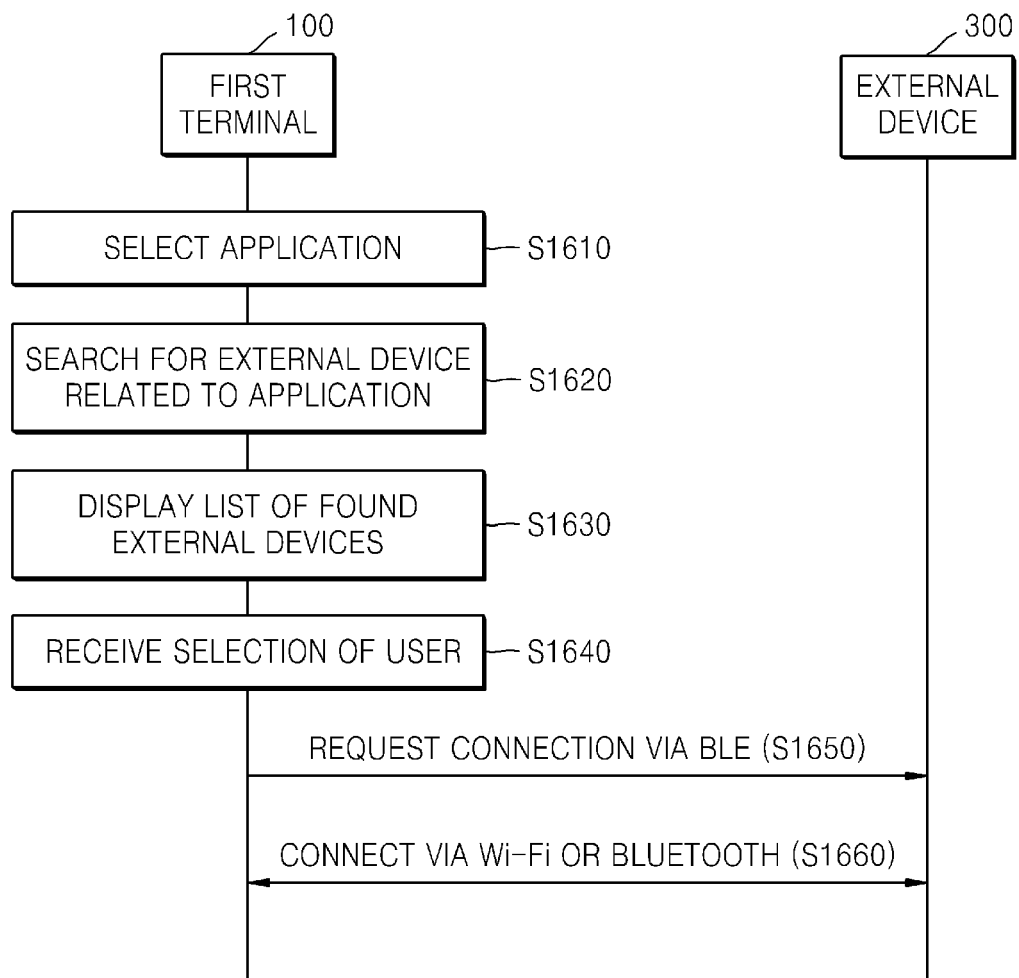 100
300
FIRST
TERMINAL
EXTERNAL
DEVICE
SELECT APPLICATION
S1610
SEARCH FOR EXTERNAL DEVICE
RELATED TO APPLICATION
S1620
DISPLAY LIST OF FOUND
EXTERNAL DEVICES
S1630
RECEIVE SELECTION OF USER
S1640
REQUEST CONNECTION VIA BLE (S1650)
CONNECT VIA Wi-Fi OR BLUETOOTH (S1660)